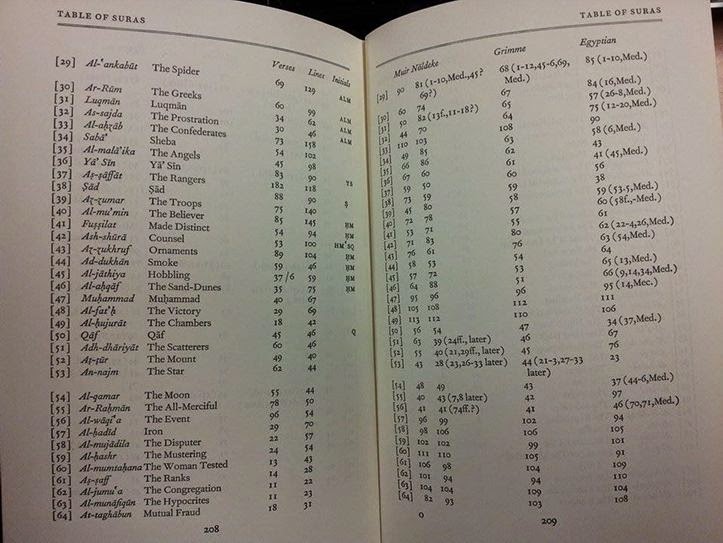 TABLE OF SURAS
Verses Lines Initials
[29] Al-ʿankabūt The Spider 69 129 ALM
[30] Ar-Rūm The Greeks 60 99 ALM
[31] Luqmān Luqmān 34 62 ALM
[32] As-sajda The Prostration 30 46 ALM
[33] Al-aḥzāb The Confederates 73 158
[34] Sabaʾ Sheba 54 102
[35] Al-malāʾika The Angels 45 98
[36] Yāʾ Sīn Yāʾ Sīn 83 90 YS
[37] Aṣ-ṣāffāt The Rangers 182 118
[38] Ṣād Ṣād 88 90 Ṣ
[39] Az-zumar The Troops 75 140
[40] Al-muʾmin The Believer 85 145 ḤM
[41] Fuṣṣilat Made Distinct 54 94 ḤM
[42] Ash-shūrā Counsel 53 100 ḤMʿSQ
[43] Az-zukhruf Ornaments 89 104 ḤM
[44] Ad-dukhān Smoke 59 46 ḤM
[45] Al-jāthiya Hobbling 37/6 59 ḤM
[46] Al-aḥqāf The Sand-Dunes 35 75 ḤM
[47] Muḥammad Muḥammad 40 67
[48] Al-fatʾḥ The Victory 29 69
[49] Al-ḥujurāt The Chambers 18 42
[50] Qāf Qāf 45 46 Q
[51] Adh-dhāriyāt The Scatterers 60 46
[52] Aṭ-ṭūr The Mount 49 40
[53] An-najm The Star 62 44
[54] Al-qamar The Moon 55 44
[55] Ar-Raḥmān The All-Merciful 78 50
[56] Al-wāqiʿa The Event 96 54
[57] Al-ḥadīd Iron 29 70
[58] Al-mujādila The Disputer 22 57
[59] Al-ḥashr The Mustering 24 54
[60] Al-mumtaḥana The Woman Tested 13 43
[61] Aṣ-ṣaff The Ranks 14 28
[62] Al-jumuʿa The Congregation 11 22
[63] Al-munāfiqūn The Hypocrites 11 23
[64] At-taghābun Mutual Fraud 18 31
208
TABLE OF SURAS
Muir Nöldeke Grimme Egyptian
[29] 90 81 (1-10,Med.,45? 68 (1-12,45-6,69, 85 (1-10,Med.)
69?) Med.)
[30] 60 74 67 84 (16,Med.)
[31] 50 82 (13f.,11-18?) 65 57 (26-8,Med.)
[32] 44 70 75 (12-20,Med.)
[33] 110 103 108 90
[34] 49 85 58 (6,Med.)
[35] 66 86 43
[36] 67 60 41 (45,Med.)
[37] 59 50 56
[38] 73 59 38
[39] 45 80 59 (53-5,Med.)
[40] 72 78 60 (58f.,-Med.)
[41] 53 71 61
[42] 71 83 62 (22-4,26,Med.)
[43] 76 61 63 (54,Med.)
[44] 58 53 54 64
[45] 57 72 53 65 (13,Med.)
[46] 64 88 51 66 (9,14,34,Med.)
[47] 95 96 96 95 (14,Mec.)
[48] 105 108 112 111
[49] 113 112 110 106
[50] 56 54 47 34 (37,Med.)
[51] 63 39 (24ff., later) 46 67
[52] 55 40 (21,29ff., later) 45 76
[53] 43 28 (23,26-33 later) 44 (21-3,27-33 23
later)
[54] 48 49 43 37 (44-6,Med.)
[55] 40 43 (7,8 later) 42 97
[56] 41 41 (74ff.?) 41 46 (70,71,Med.)
[57] 96 99 102 94
[58] 98 106 106 105
[59] 102 102 99 101
[60] 111 110 105 91
[61] 106 98 104 109
[62] 101 94 94 110
[63] 104 104 109 104
[64] 82 93 103 108
O
209